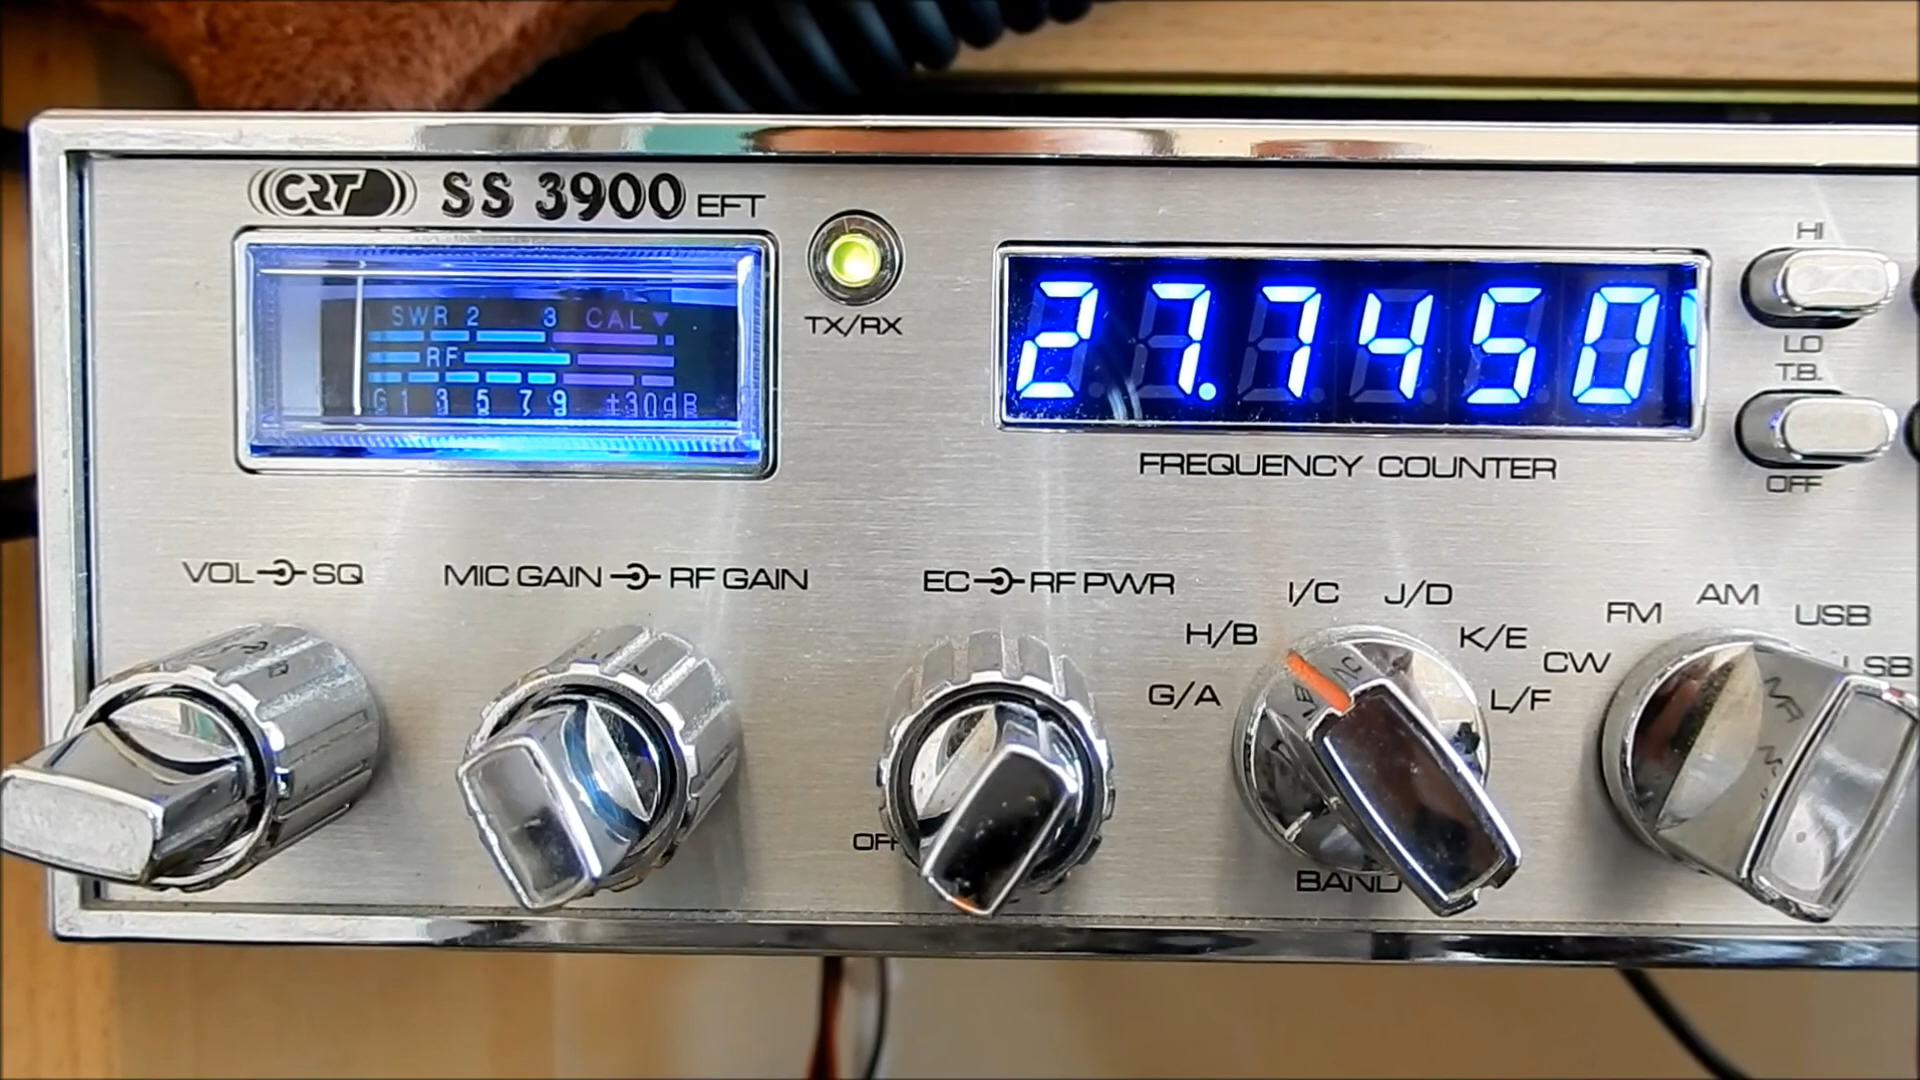 CRT SS 3900 EFT
HI
SWR 2 3 CAL▼
RF
1 3 5 7 9 +30dB
TX/RX
27.7450
LO
T.B.
OFF
FREQUENCY COUNTER
VOL SQ
MIC GAIN RF GAIN
EC RF PWR
OFF
G/A
H/B
I/C
J/D
K/E
L/F
BAND
CW
FM
AM
USB
LSB